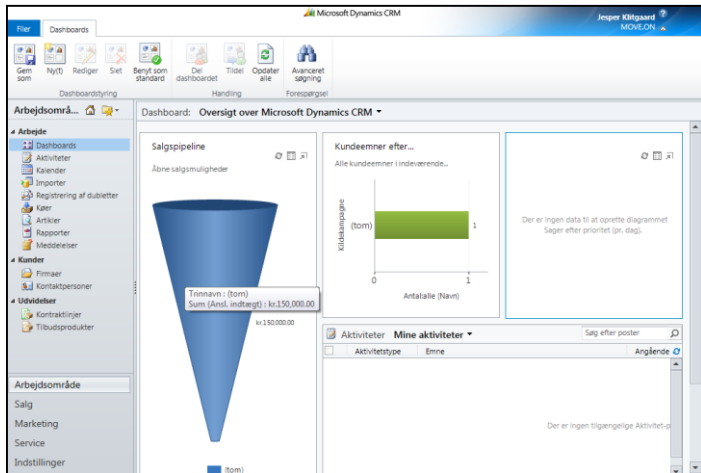 Microsoft Dynamics CRM
Jesper Klitgaard
MOVE.ON
Filer
Dashboards
Gem som
Ny(t)
Rediger
Slet
Benyt som standard
Del dashboardet
Tildel
Opdater alle
Avanceret søgning
Dashboardstyring
Handling
Forespørgsel
Arbejdsområ...
Dashboard: Oversigt over Microsoft Dynamics CRM
Arbejde
Dashboards
Aktiviteter
Kalender
Importer
Registrering af dubletter
Køer
Artikler
Rapporter
Meddelelser
Kunder
Firmaer
Kontaktpersoner
Udvidelser
Kontraktlinjer
Tilbudsprodukter
Arbejdsområde
Salg
Marketing
Service
Indstillinger
Salgspipeline
Åbne salgsmuligheder
Trinnavn : (tom)
Sum (Ansl. indtægt) : kr.150,000.00
kr.150,000.00
(tom)
Kundeemner efter...
Alle kundeemner i indeværende...
Kildekampagne
(tom)
1
0
1
Antal:alle (Navn)
Der er ingen data til at oprette diagrammet
Sager efter prioritet (pr. dag).
Aktiviteter Mine aktiviteter
Søg efter poster
Aktivitetstype
Emne
Angående
Der er ingen tilgængelige Aktivitet-p